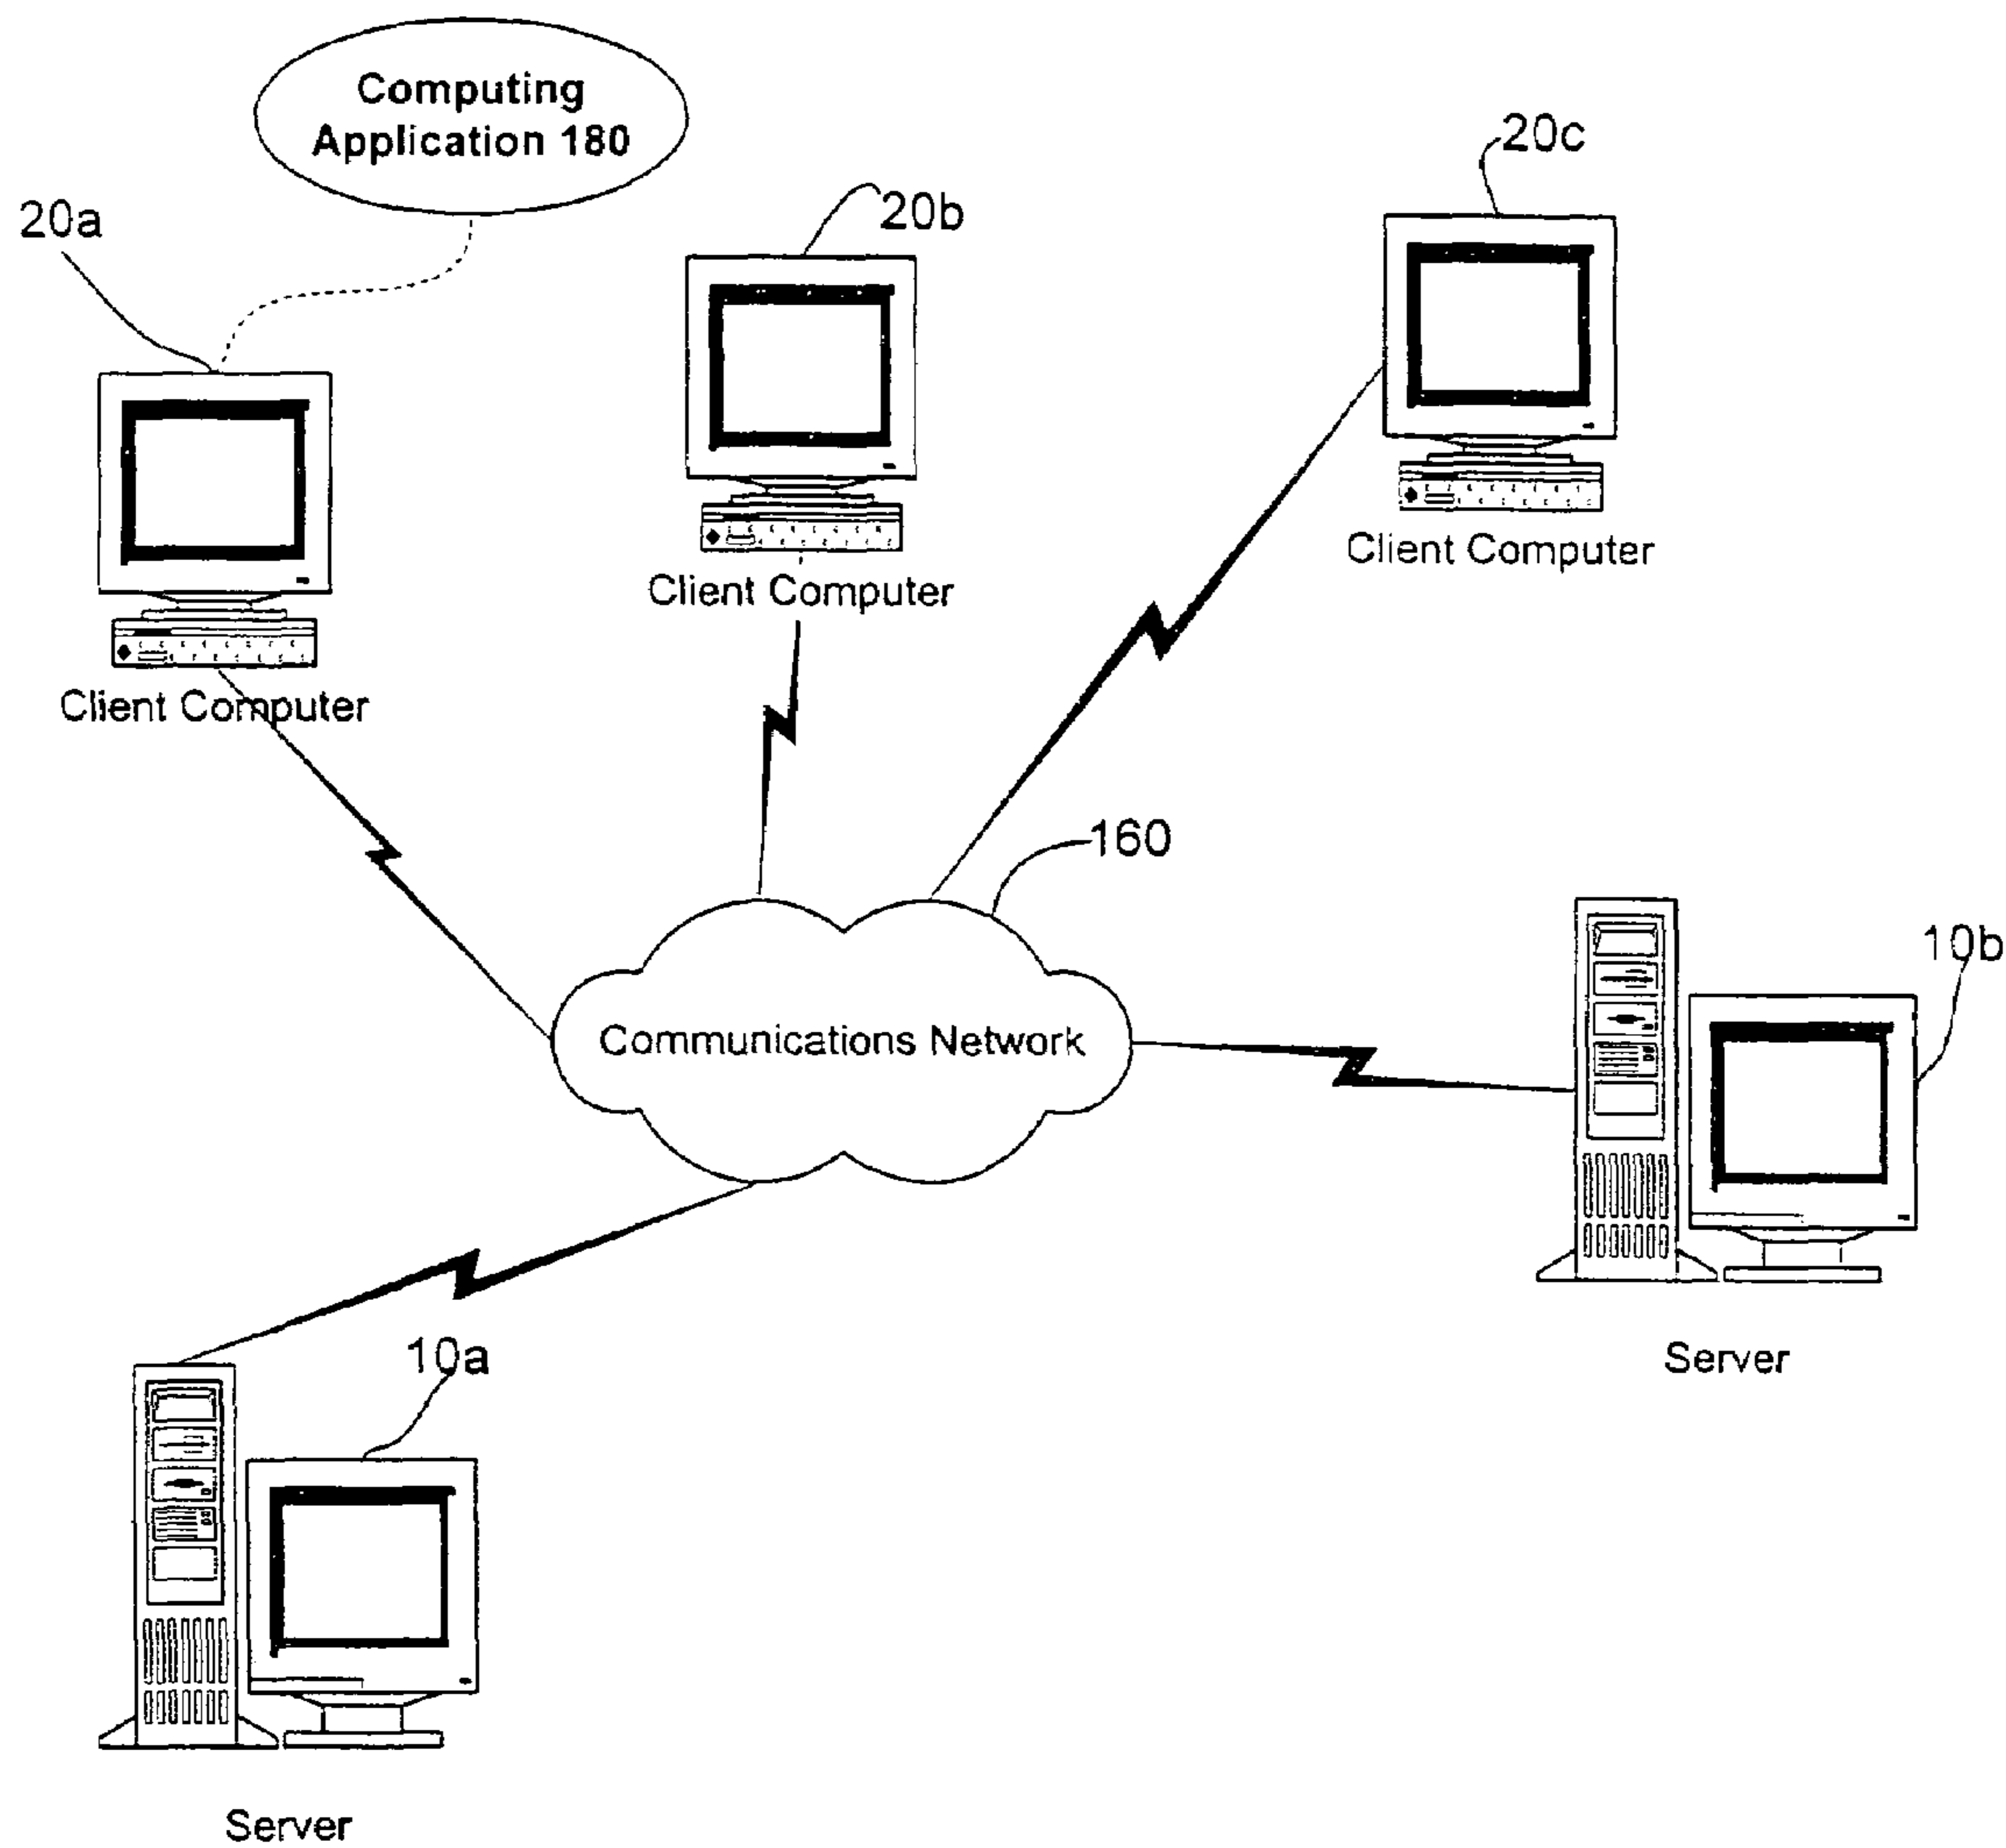 Computing
Application 180
20a
20b
20c
Client Computer
Client Computer
Client Computer
160
Communications Network
10b
Server
10a
Server